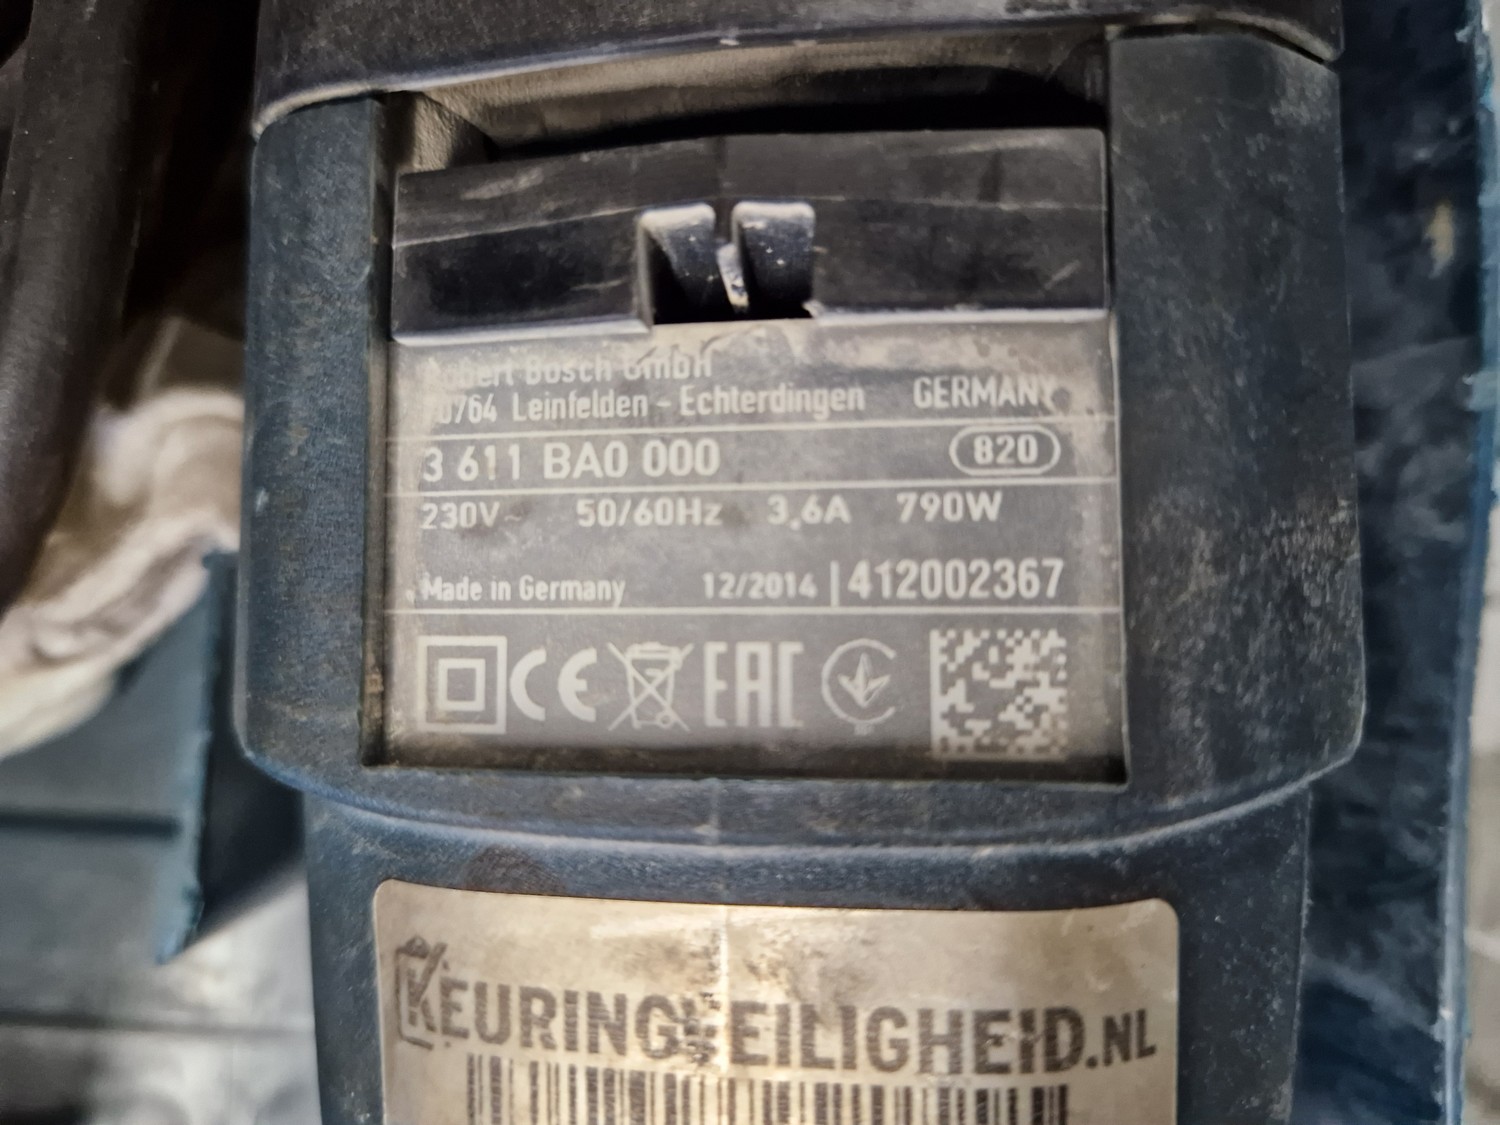 Robert Bosch GmbH
70764 Leinfelden - Echterdingen GERMANY
3 611 BA0 000 820
230V~ 50/60Hz 3,6A 790W
Made in Germany 12/2014 | 412002367
CE EAC
KEURINGVEILIGHEID.NL